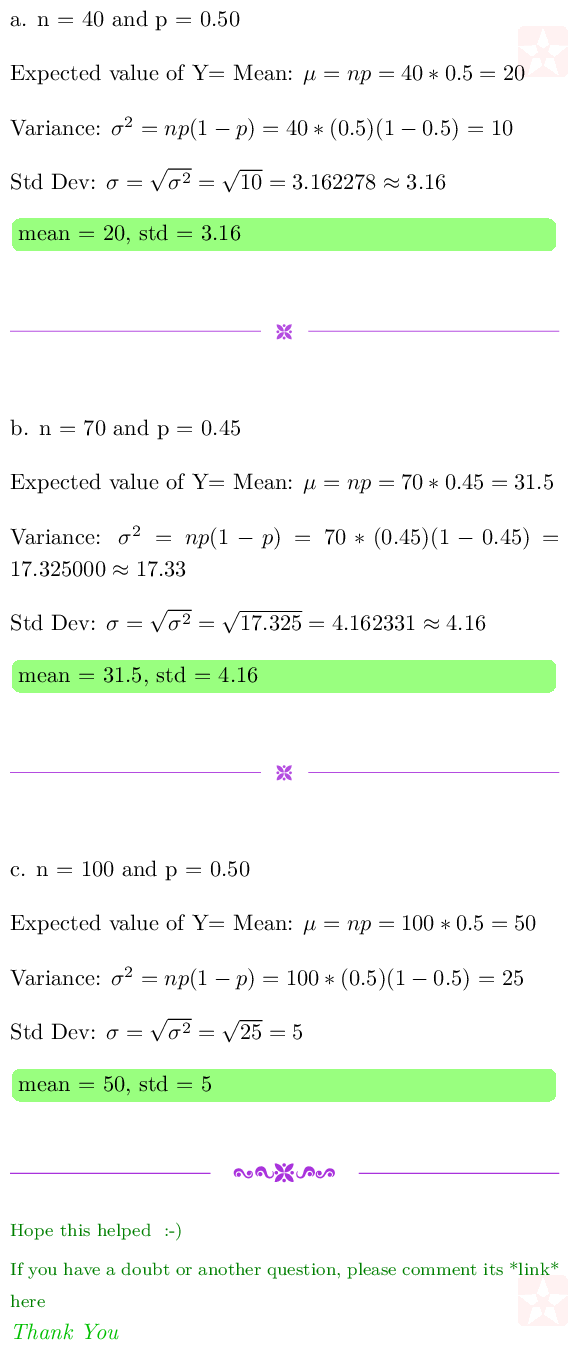 a. n = 40 and p = 0.50
Expected value of Y= Mean: μ = np = 40 ∗ 0.5 = 20
Variance: σ² = np(1 − p) = 40 ∗ (0.5)(1 − 0.5) = 10
Std Dev: σ = √σ² = √10 = 3.162278 ≈ 3.16
mean = 20, std = 3.16
b. n = 70 and p = 0.45
Expected value of Y= Mean: μ = np = 70 ∗ 0.45 = 31.5
Variance: σ² = np(1 − p) = 70 ∗ (0.45)(1 − 0.45) =
17.325000 ≈ 17.33
Std Dev: σ = √σ² = √17.325 = 4.162331 ≈ 4.16
mean = 31.5, std = 4.16
c. n = 100 and p = 0.50
Expected value of Y= Mean: μ = np = 100 ∗ 0.5 = 50
Variance: σ² = np(1 − p) = 100 ∗ (0.5)(1 − 0.5) = 25
Std Dev: σ = √σ² = √25 = 5
mean = 50, std = 5
Hope this helped :-)
If you have a doubt or another question, please comment its *link*
here
Thank You